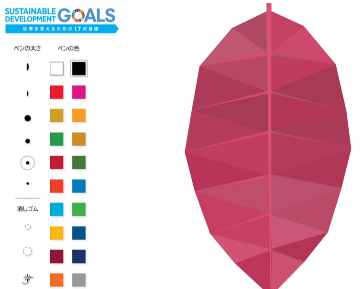 SUSTAINABLE
DEVELOPMENT GOALS
世界を変えるための17の目標
ペンの太さ ペンの色
消しゴム